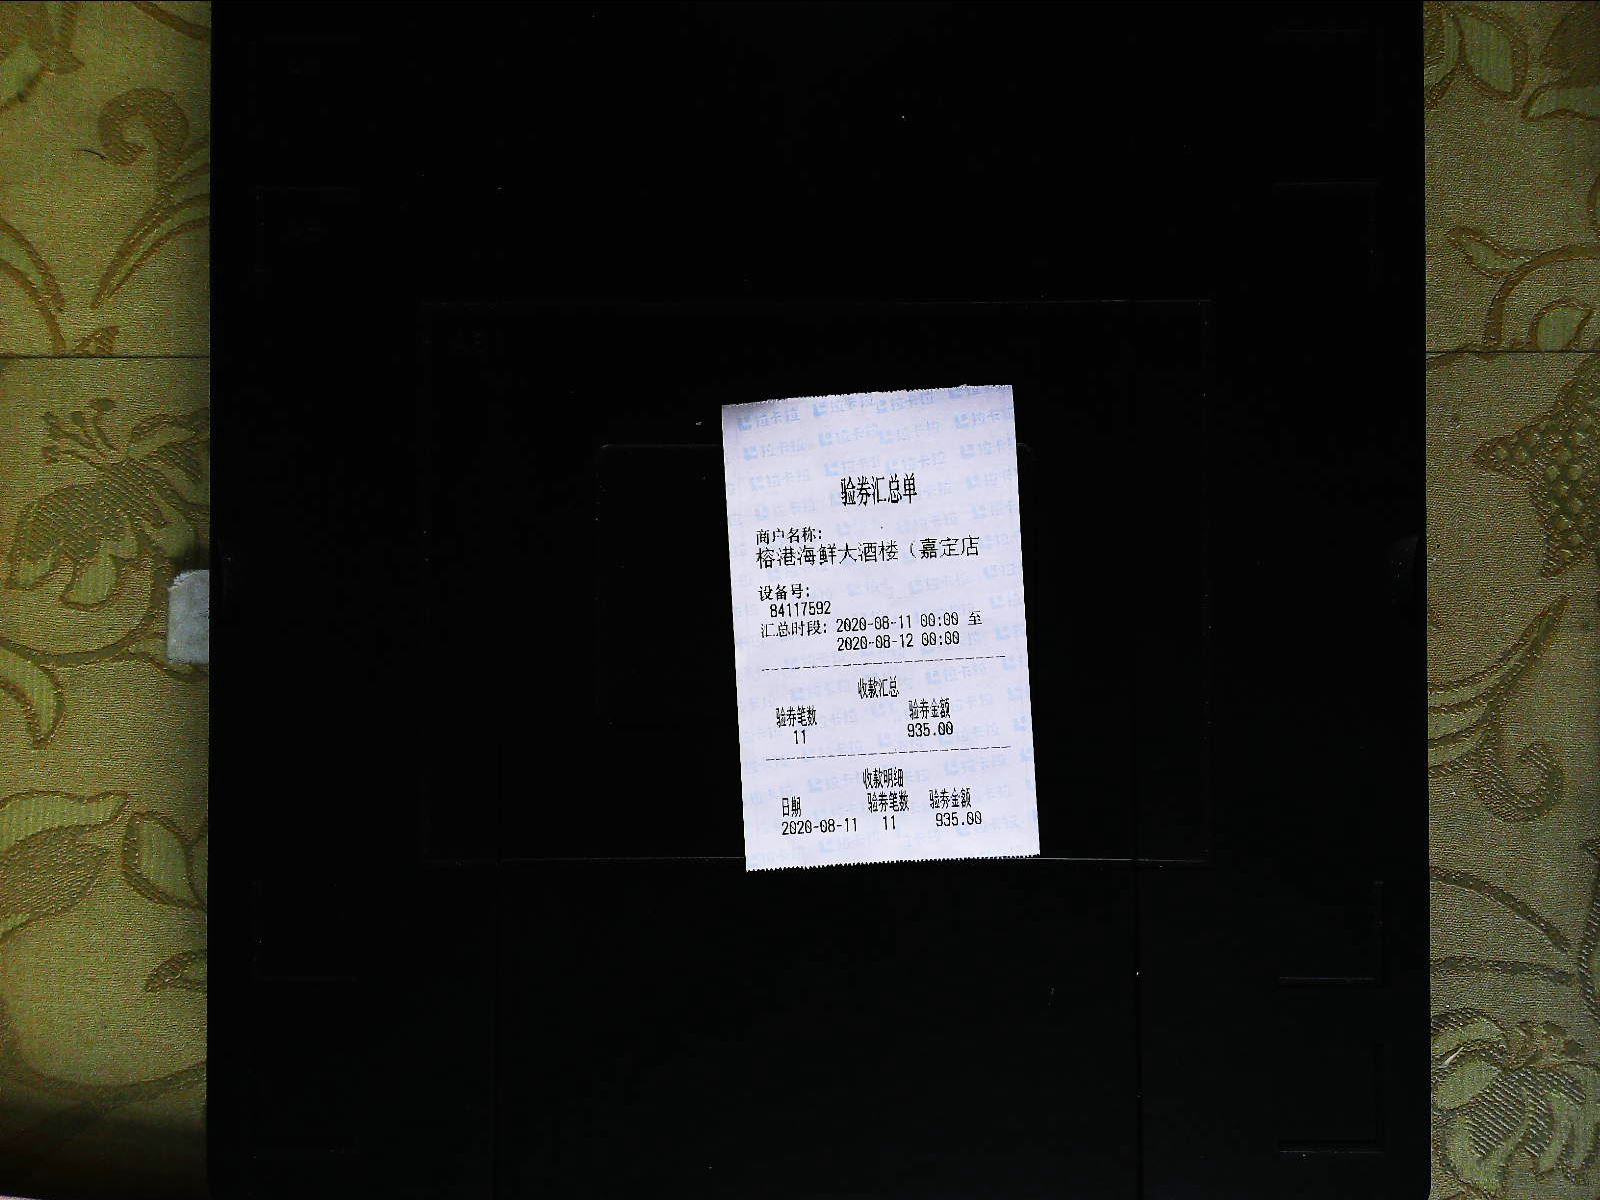 验券汇总单
商户名称:
榕港海鲜大酒楼（嘉定店
设备号:
84117592
汇总时段: 2020-08-11 00:00 至
2020-08-12 00:00
收款汇总
验券笔数 验券金额
11 935.00
收款明细
日期 验券笔数 验券金额
2020-08-11 11 935.00